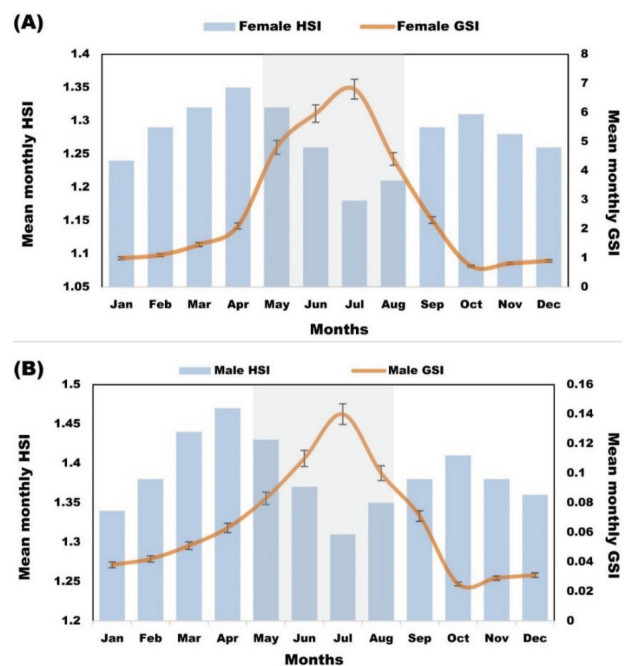 (A)
Female HSI
Female GSI
1.4
1.35
1.3
1.25
1.2
1.15
1.1
1.05
Mean monthly HSI
8
7
6
5
4
3
2
1
0
Mean monthly GSI
Jan Feb Mar Apr May Jun Jul Aug Sep Oct Nov Dec
Months
(B)
Male HSI
Male GSI
1.5
1.45
1.4
1.35
1.3
1.25
1.2
Mean monthly HSI
0.16
0.14
0.12
0.1
0.08
0.06
0.04
0.02
0
Mean monthly GSI
Jan Feb Mar Apr May Jun Jul Aug Sep Oct Nov Dec
Months